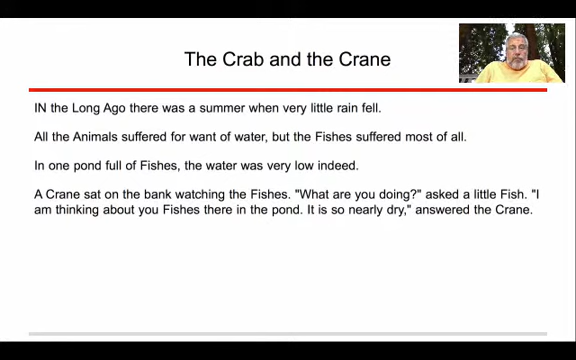 The Crab and the Crane
IN the Long Ago there was a summer when very little rain fell.
All the Animals suffered for want of water, but the Fishes suffered most of all.
In one pond full of Fishes, the water was very low indeed.
A Crane sat on the bank watching the Fishes. "What are you doing?" asked a little Fish. "I
am thinking about you Fishes there in the pond. It is so nearly dry," answered the Crane.